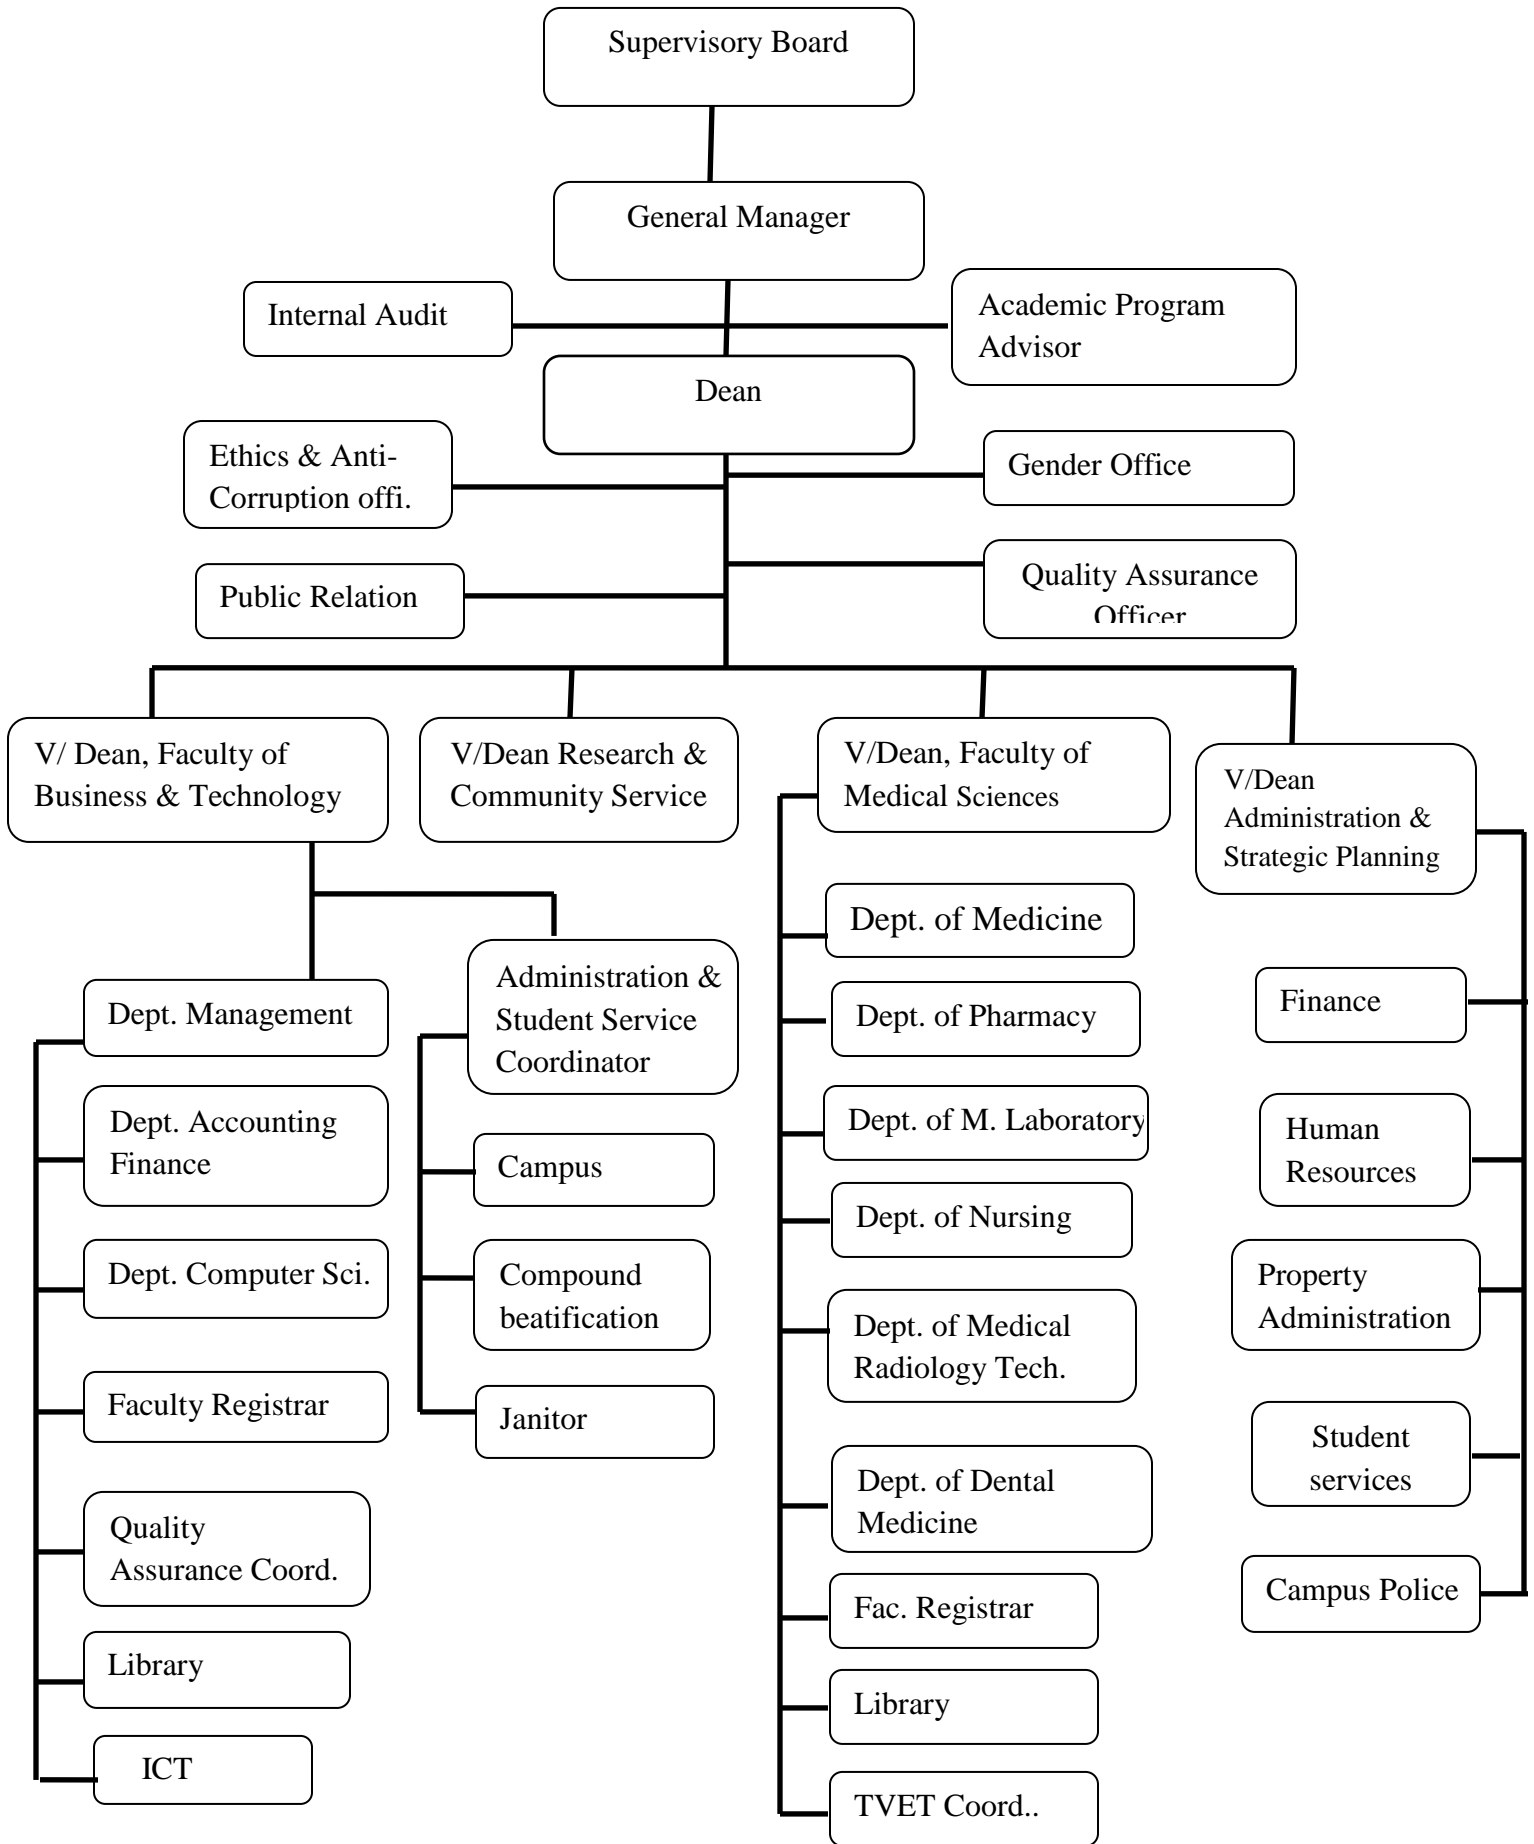 Supervisory Board
General Manager
Internal Audit
Academic Program
Advisor
Dean
Ethics & Anti-
Corruption offi.
Gender Office
Public Relation
Quality Assurance
Officer
V/ Dean, Faculty of
Business & Technology
V/Dean Research &
Community Service
V/Dean, Faculty of
Medical Sciences
V/Dean
Administration &
Strategic Planning
Dept. Management
Dept. Accounting
Finance
Dept. Computer Sci.
Faculty Registrar
Quality
Assurance Coord.
Library
ICT
Administration &
Student Service
Coordinator
Campus
Compound
beatification
Janitor
Dept. of Medicine
Dept. of Pharmacy
Dept. of M. Laboratory
Dept. of Nursing
Dept. of Medical
Radiology Tech.
Dept. of Dental
Medicine
Fac. Registrar
Library
TVET Coord..
Finance
Human
Resources
Property
Administration
Student
services
Campus Police